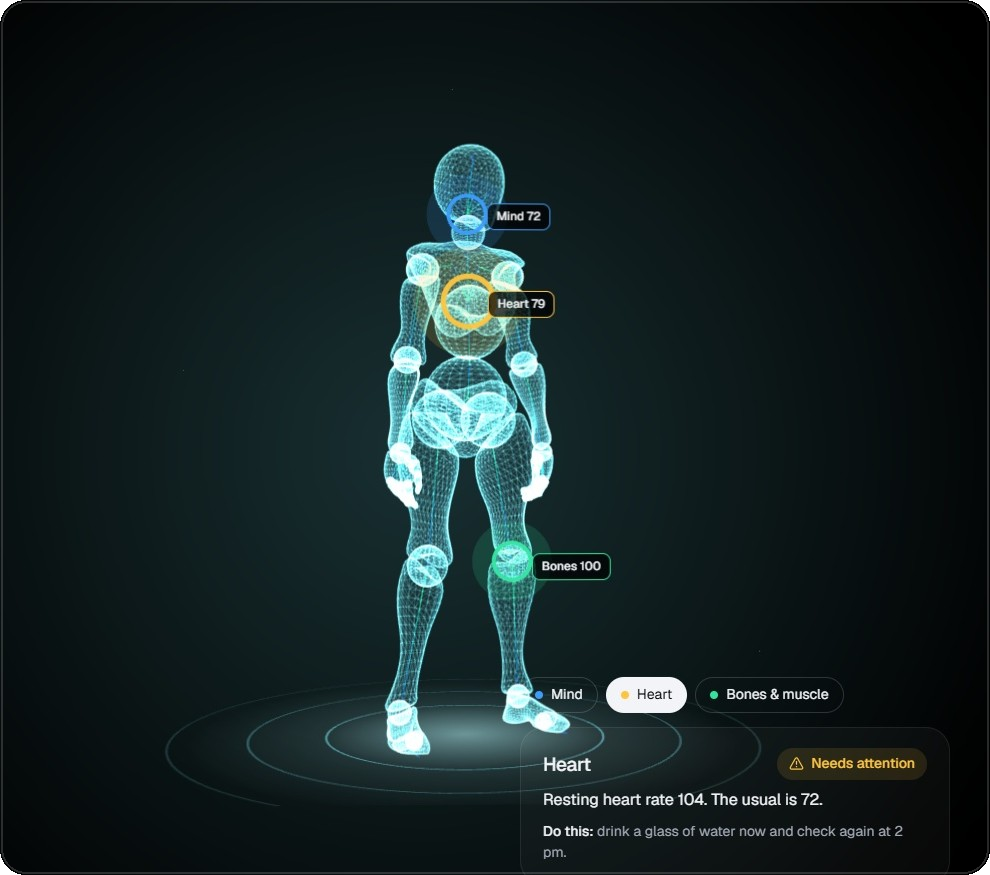 Mind 72
Heart 79
Bones 100
Mind
Heart
Bones & muscle
Heart
Needs attention
Resting heart rate 104. The usual is 72.
Do this: drink a glass of water now and check again at 2
pm.